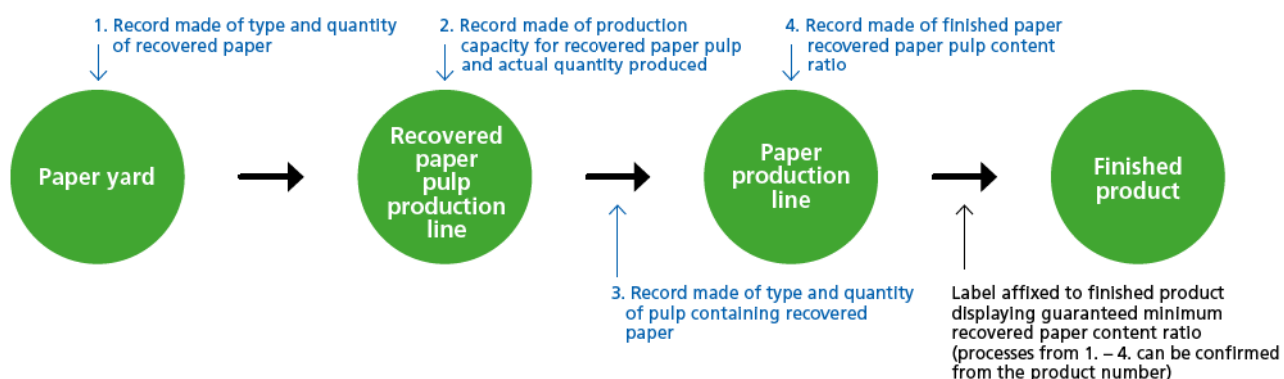 1. Record made of type and quantity
of recovered paper
2. Record made of production
capacity for recovered paper pulp
and actual quantity produced
4. Record made of finished paper
recovered paper pulp content
ratio
Paper yard
Recovered
paper
pulp
production
line
Paper
production
line
Finished
product
3. Record made of type and quantity
of pulp containing recovered
paper
Label affixed to finished product
displaying guaranteed minimum
recovered paper content ratio
(processes from 1. – 4. can be confirmed
from the product number)